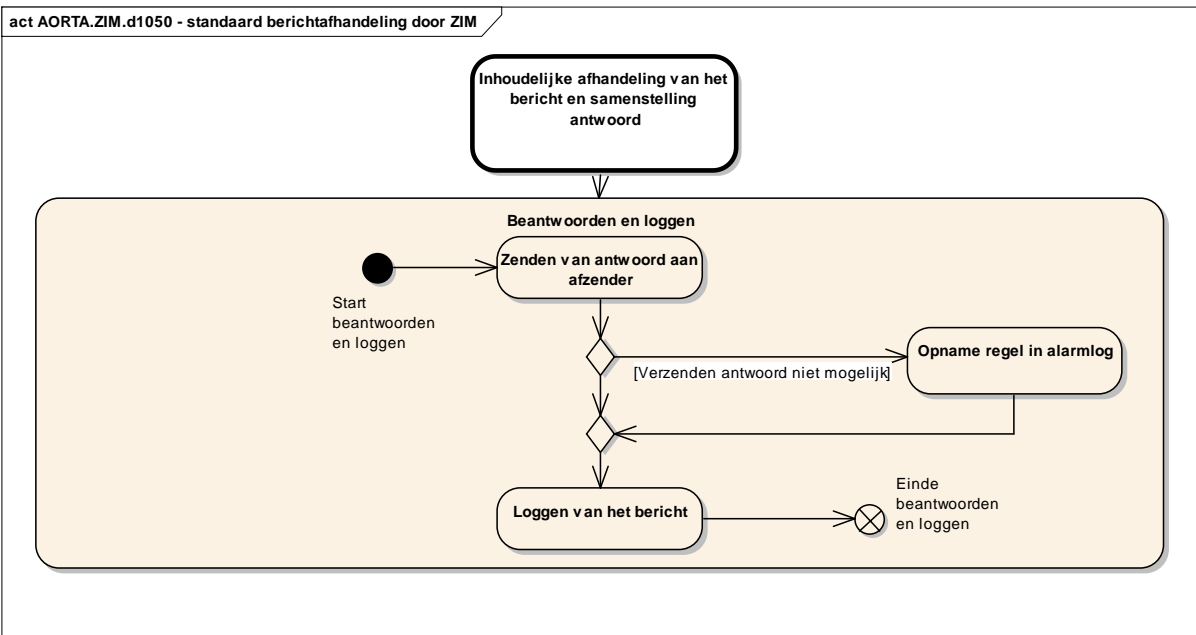 act AORTA.ZIM.d1050 - standaard berichtafhandeling door ZIM
Inhoudelijke afhandeling van het
bericht en samenstelling
antwoord
Beantwoorden en loggen
Zenden van antwoord aan
afzender
Start
beantwoorden
en loggen
Opname regel in alarmlog
[Verzenden antwoord niet mogelijk]
Loggen van het bericht
Einde
beantwoorden
en loggen